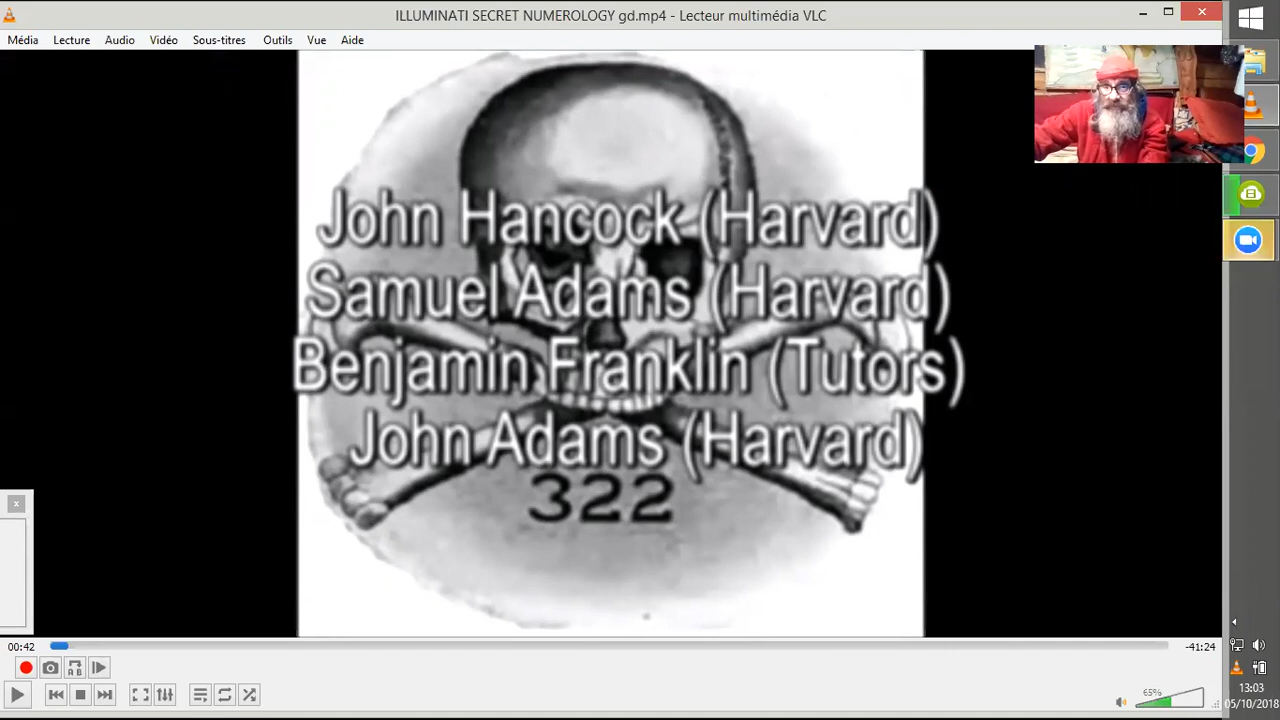 ILLUMINATI SECRET NUMEROLOGY gd.mp4 - Lecteur multimédia VLC
Média Lecture Audio Vidéo Sous-titres Outils Vue Aide
John Hancock (Harvard)
Samuel Adams (Harvard)
Benjamin Franklin (Tutors)
John Adams (Harvard)
322
00:42
-41:24
65%
13:03
05/10/2018